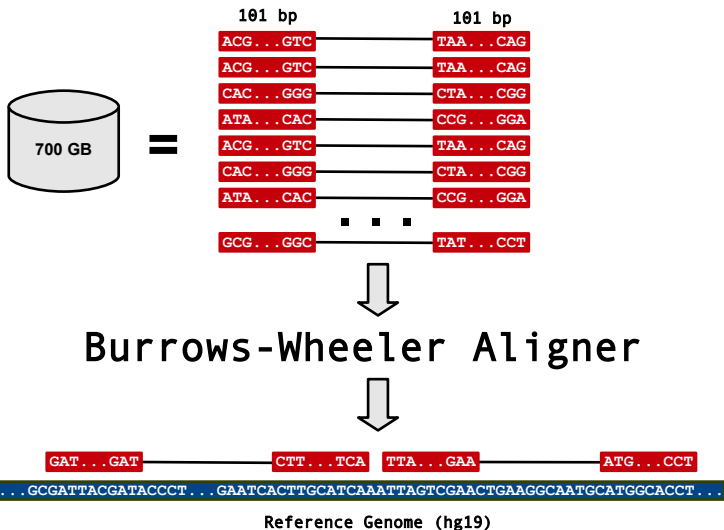 101 bp 101 bp
ACG...GTC TAA...CAG
ACG...GTC TAA...CAG
CAC...GGG CTA...CGG
ATA...CAC CCG...GGA
700 GB =
ACG...GTC TAA...CAG
CAC...GGG CTA...CGG
ATA...CAC CCG...GGA
. . .
GCG...GGC TAT...CCT
Burrows-Wheeler Aligner
GAT...GAT CTT...TCA TTA...GAA ATG...CCT
...GCGATTACGATACCCT...GAATCACTTGCATCAAATTAGTCGAACTGAAGGCAATGCATGGCACCT...
Reference Genome (hg19)